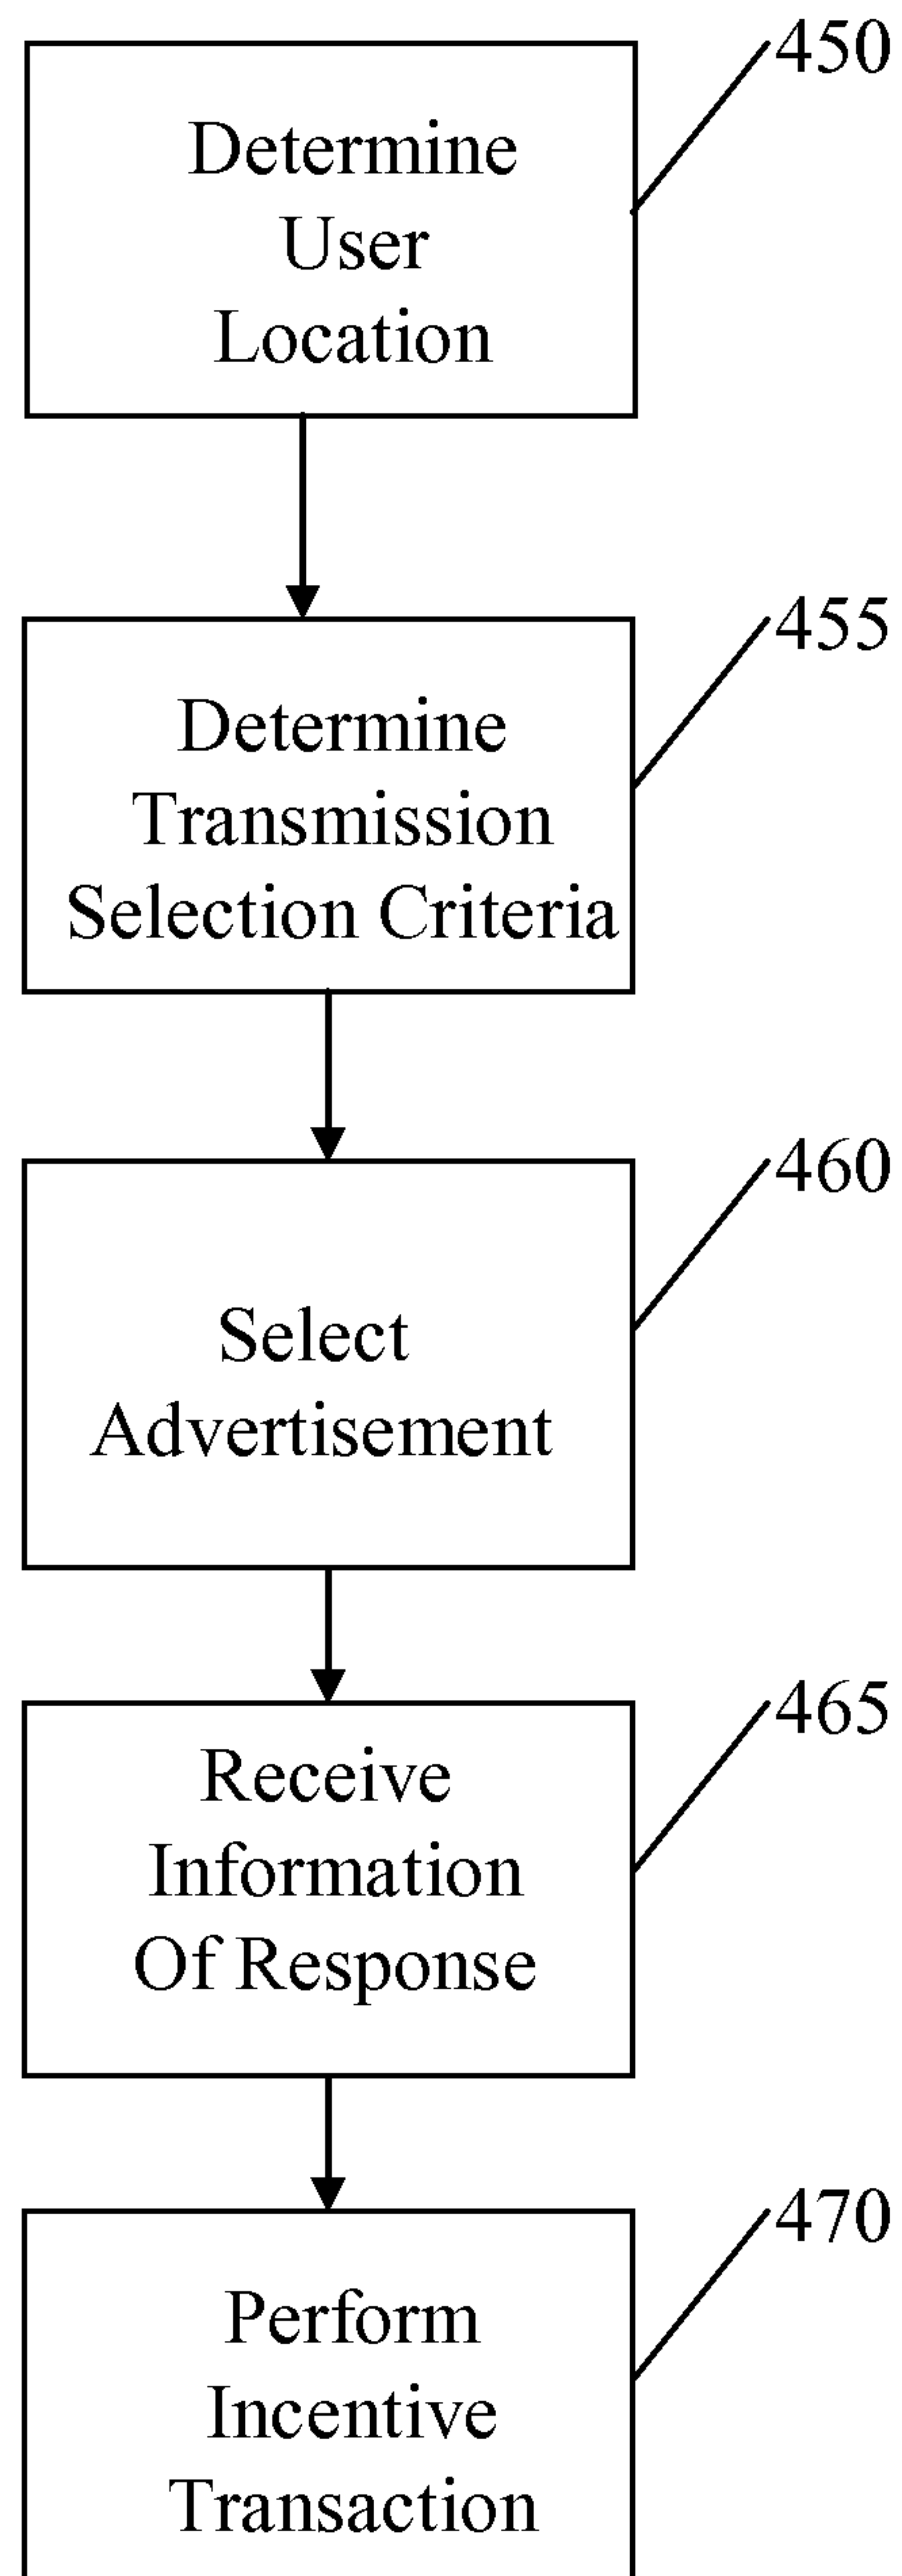 450
Determine
User
Location
455
Determine
Transmission
Selection Criteria
460
Select
Advertisement
465
Receive
Information
Of Response
470
Perform
Incentive
Transaction